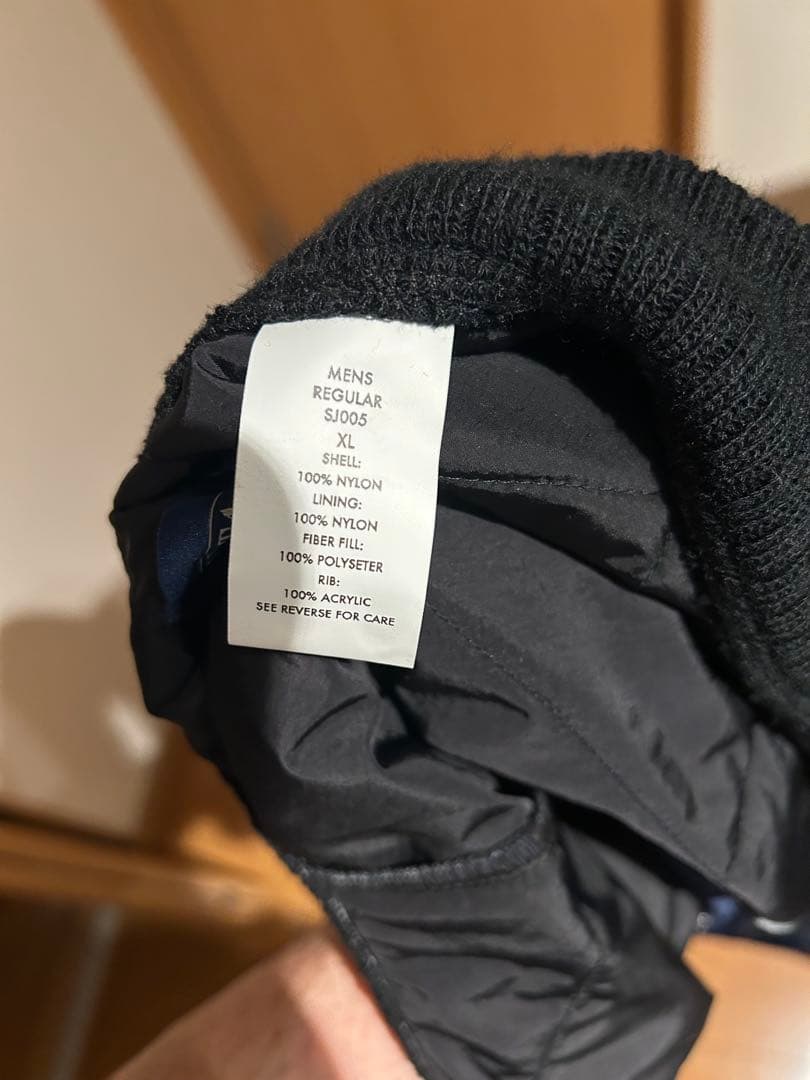 MENS
REGULAR
SJ005
XL
SHELL:
100% NYLON
LINING:
100% NYLON
FIBER FILL:
100% POLYSETER
RIB:
100% ACRYLIC
SEE REVERSE FOR CARE